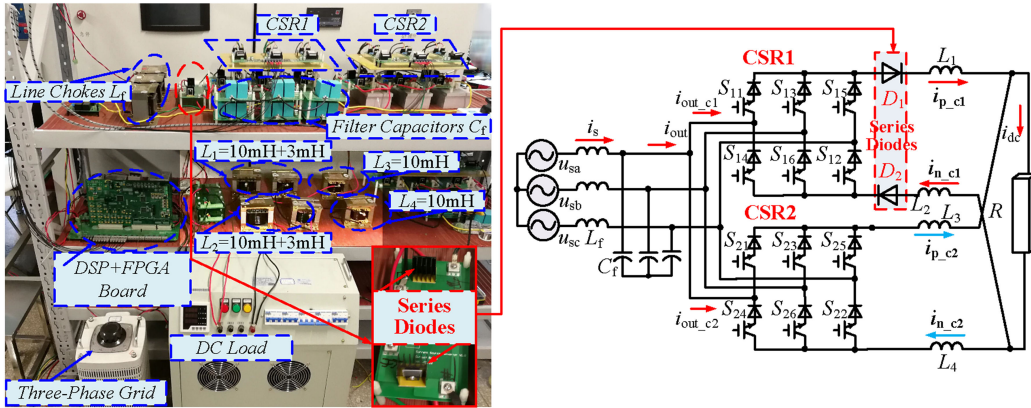 CSR1
CSR2
Line Chokes Lf
Filter Capacitors Cf
L1=10mH+3mH
L3=10mH
L4=10mH
L2=10mH+3mH
DSP+FPGA
Board
Series
Diodes
DC Load
Three-Phase Grid
CSR1
S11
S13
S15
D1
L1
ip_c1
iout_c1
Series
Diodes
idc
is
iout
usa
S14
S16
S12
D2
in_c1
usb
L2
L3
R
CSR2
usc
Lf
S21
S23
S25
ip_c2
Cf
S24
S26
S22
iout_c2
in_c2
L4